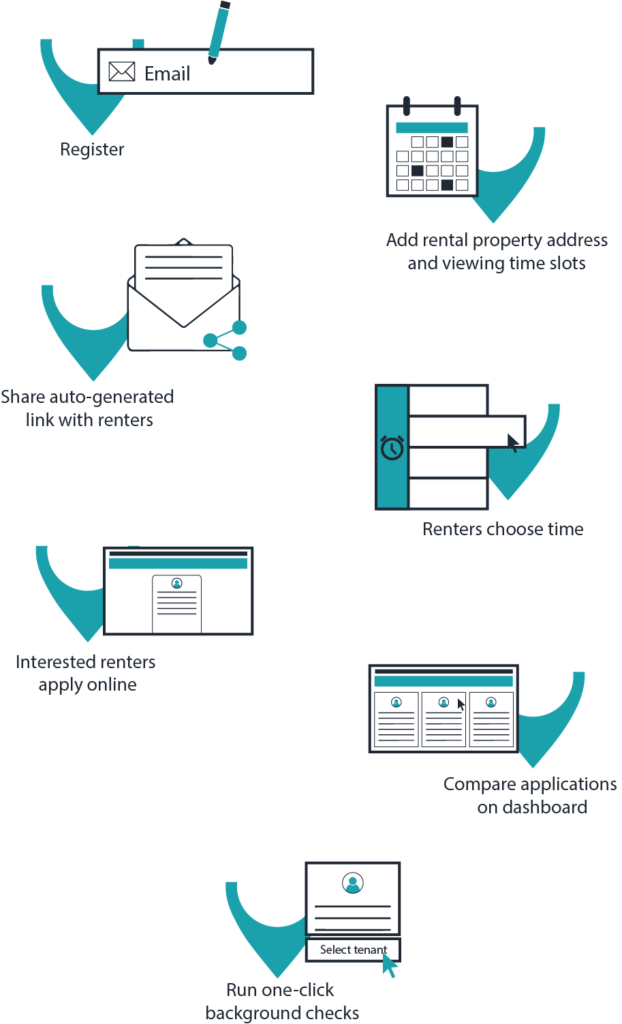 Email
Register
Add rental property address
and viewing time slots
Share auto-generated
link with renters
Renters choose time
Interested renters
apply online
Compare applications
on dashboard
Select tenant
Run one-click
background checks